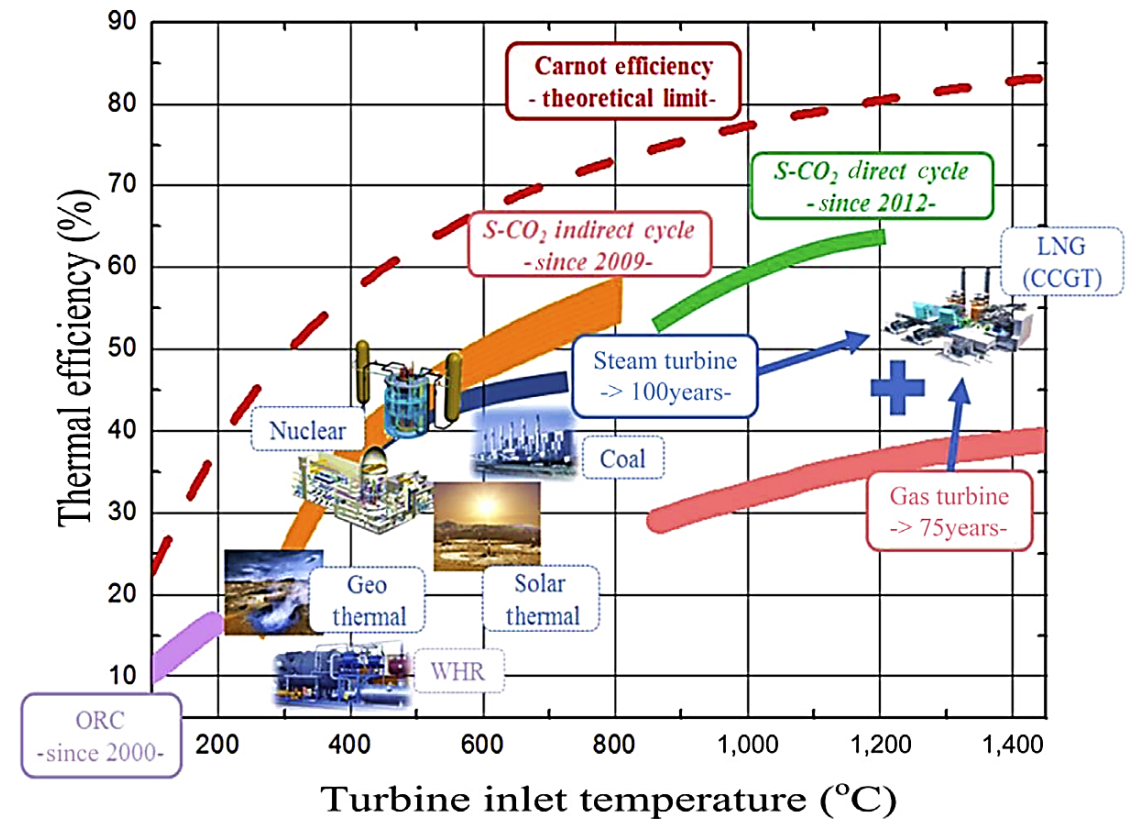 90
80
70
60
50
40
30
20
10
Thermal efficiency (%)
Carnot efficiency
- theoretical limit-
S-CO₂ direct cycle
- since 2012-
S-CO₂ indirect cycle
- since 2009-
LNG
(CCGT)
Steam turbine
-> 100years-
Nuclear
Coal
Gas turbine
-> 75years-
Geo
thermal
Solar
thermal
WHR
ORC
-since 2000-
200 400 600 800 1,000 1,200 1,400
Turbine inlet temperature (°C)